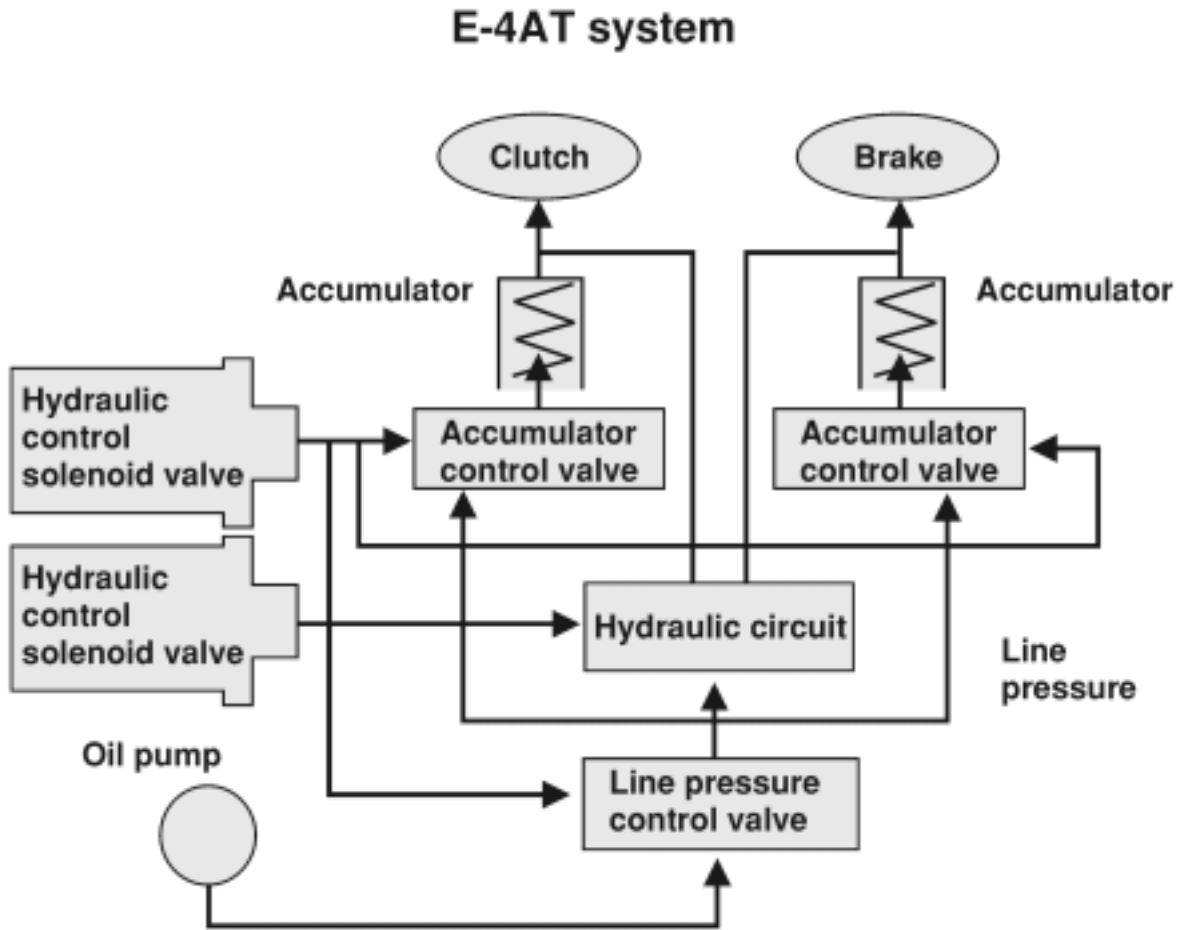 E-4AT system
Clutch
Brake
Accumulator
Accumulator
Hydraulic
control
solenoid valve
Accumulator
control valve
Accumulator
control valve
Hydraulic
control
solenoid valve
Hydraulic circuit
Line
pressure
Oil pump
Line pressure
control valve